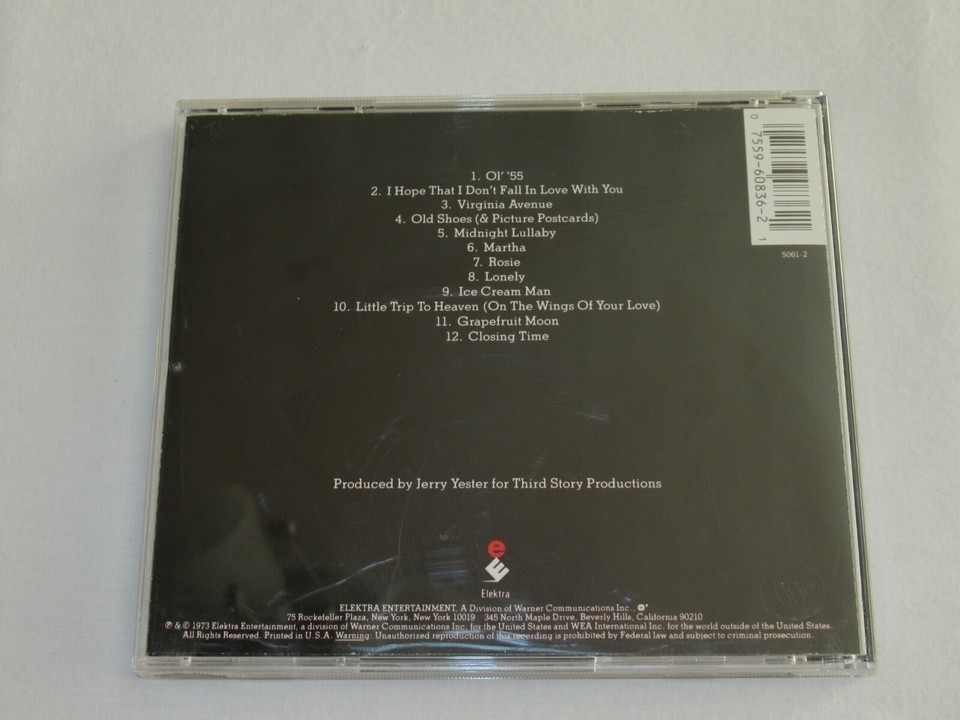 1. Ol' '55
2. I Hope That I Don't Fall In Love With You
3. Virginia Avenue
4. Old Shoes (& Picture Postcards)
5. Midnight Lullaby
6. Martha
7. Rosie
8. Lonely
9. Ice Cream Man
10. Little Trip To Heaven (On The Wings Of Your Love)
11. Grapefruit Moon
12. Closing Time
0 7559-60836-2 1
5061-2
Produced by Jerry Yester for Third Story Productions
e
E
Elektra
ELEKTRA ENTERTAINMENT, A Division of Warner Communications Inc.,
75 Rockefeller Plaza, New York, New York 10019 345 North Maple Drive, Beverly Hills, California 90210
℗ & © 1973 Elektra Entertainment, a division of Warner Communications Inc. for the United States and WEA International Inc. for the world outside of the United States.
All Rights Reserved. Printed in U.S.A. Warning: Unauthorized reproduction of this recording is prohibited by Federal law and subject to criminal prosecution.